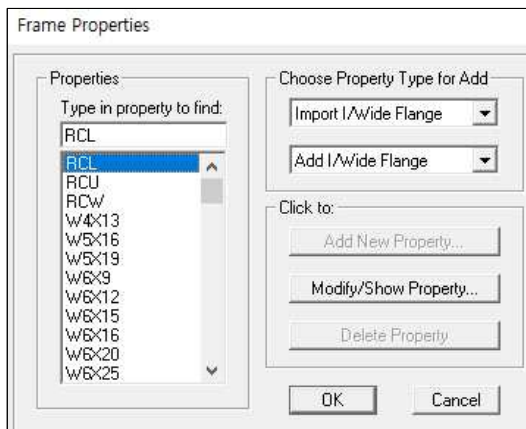 Frame Properties
Properties
Type in property to find:
RCL
RCL
RCU
RCW
W4X13
W5X16
W5X19
W6X9
W6X12
W6X15
W6X16
W6X20
W6X25
Choose Property Type for Add
Import I/Wide Flange
Add I/Wide Flange
Click to:
Add New Property...
Modify/Show Property...
Delete Property
OK
Cancel